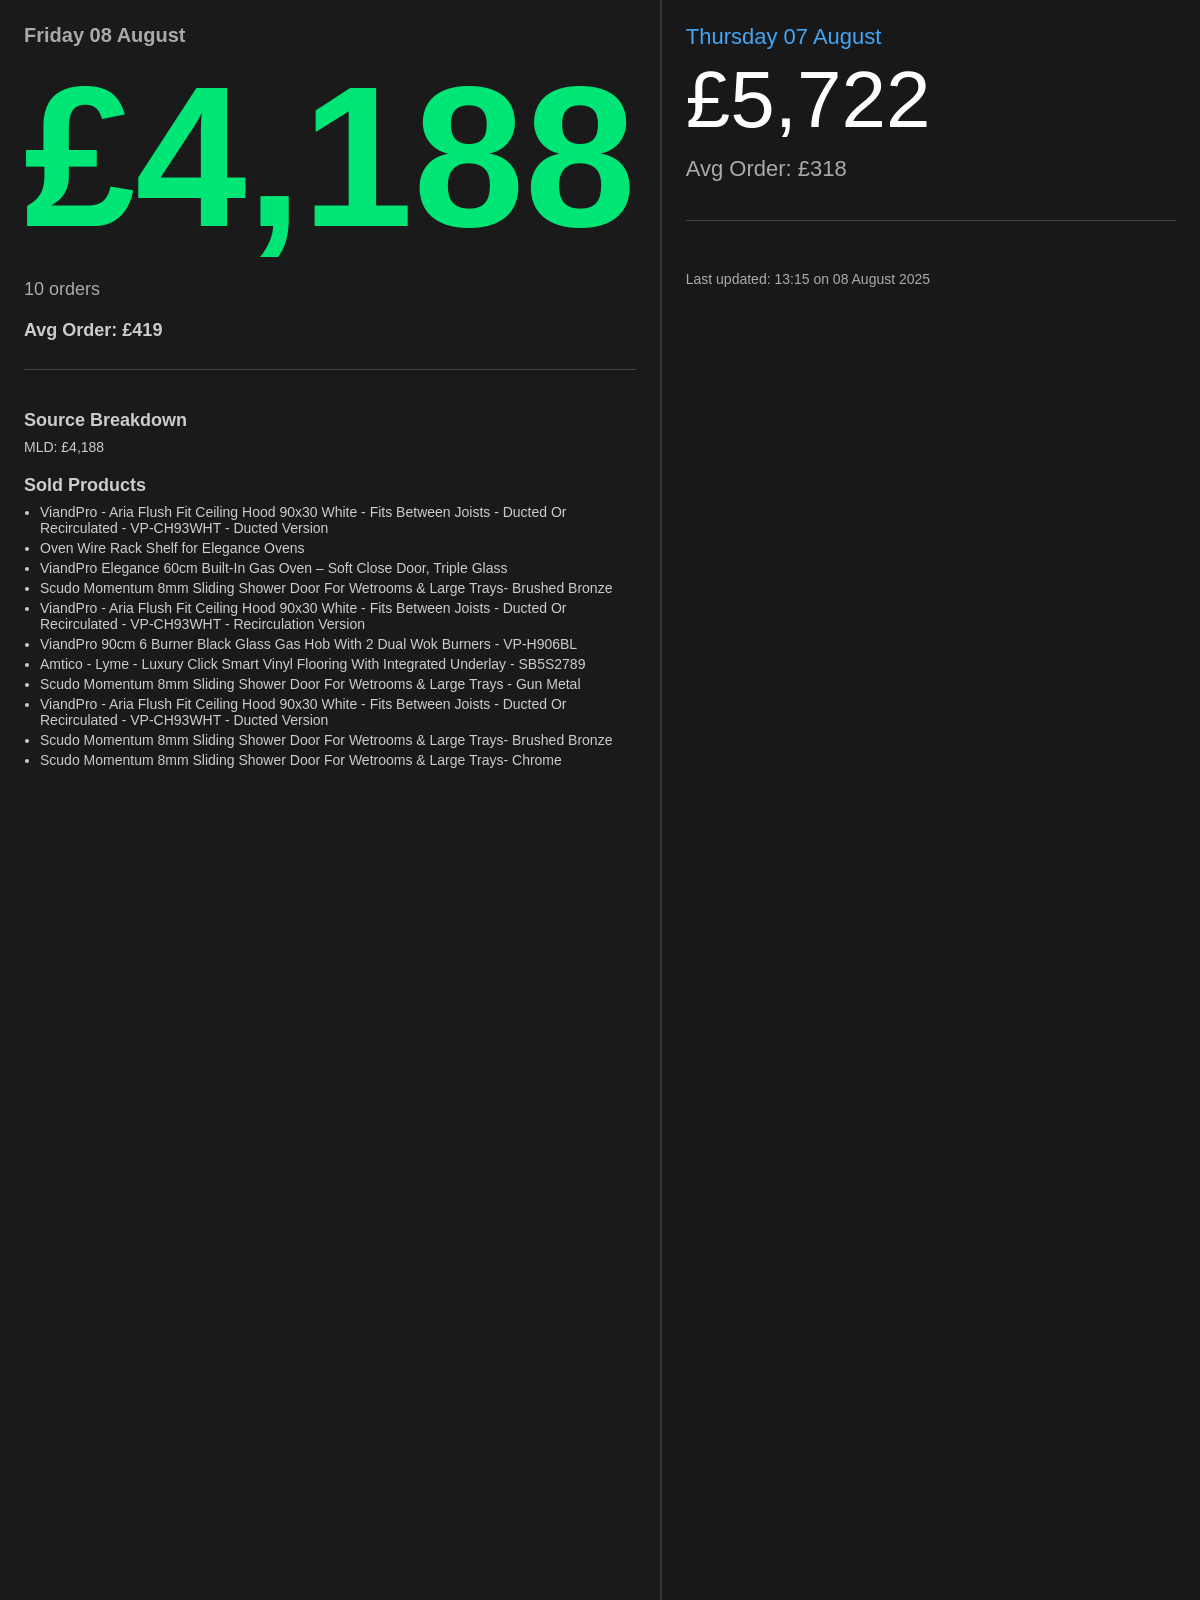 Friday 08 August
£4,188
10 orders
Avg Order: £419
Source Breakdown
MLD: £4,188
Sold Products
• ViandPro - Aria Flush Fit Ceiling Hood 90x30 White - Fits Between Joists - Ducted Or
Recirculated - VP-CH93WHT - Ducted Version
• Oven Wire Rack Shelf for Elegance Ovens
• ViandPro Elegance 60cm Built-In Gas Oven – Soft Close Door, Triple Glass
• Scudo Momentum 8mm Sliding Shower Door For Wetrooms & Large Trays- Brushed Bronze
• ViandPro - Aria Flush Fit Ceiling Hood 90x30 White - Fits Between Joists - Ducted Or
Recirculated - VP-CH93WHT - Recirculation Version
• ViandPro 90cm 6 Burner Black Glass Gas Hob With 2 Dual Wok Burners - VP-H906BL
• Amtico - Lyme - Luxury Click Smart Vinyl Flooring With Integrated Underlay - SB5S2789
• Scudo Momentum 8mm Sliding Shower Door For Wetrooms & Large Trays - Gun Metal
• ViandPro - Aria Flush Fit Ceiling Hood 90x30 White - Fits Between Joists - Ducted Or
Recirculated - VP-CH93WHT - Ducted Version
• Scudo Momentum 8mm Sliding Shower Door For Wetrooms & Large Trays- Brushed Bronze
• Scudo Momentum 8mm Sliding Shower Door For Wetrooms & Large Trays- Chrome
Thursday 07 August
£5,722
Avg Order: £318
Last updated: 13:15 on 08 August 2025